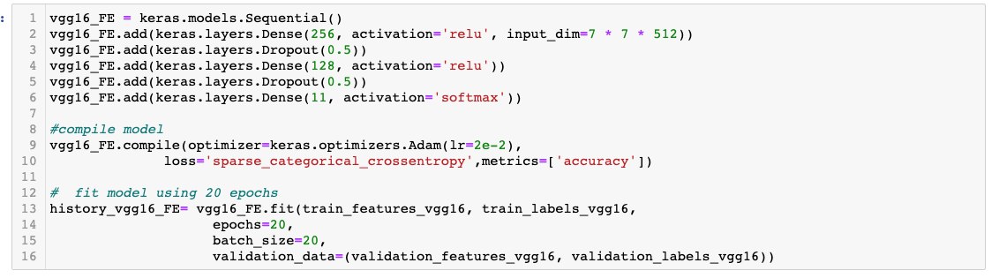 :
1 vgg16_FE = keras.models.Sequential()
2 vgg16_FE.add(keras.layers.Dense(256, activation='relu', input_dim=7 * 7 * 512))
3 vgg16_FE.add(keras.layers.Dropout(0.5))
4 vgg16_FE.add(keras.layers.Dense(128, activation='relu'))
5 vgg16_FE.add(keras.layers.Dropout(0.5))
6 vgg16_FE.add(keras.layers.Dense(11, activation='softmax'))
7
8 #compile model
9 vgg16_FE.compile(optimizer=keras.optimizers.Adam(lr=2e-2),
10               loss='sparse_categorical_crossentropy',metrics=['accuracy'])
11
12 #  fit model using 20 epochs
13 history_vgg16_FE= vgg16_FE.fit(train_features_vgg16, train_labels_vgg16,
14                     epochs=20,
15                     batch_size=20,
16                     validation_data=(validation_features_vgg16, validation_labels_vgg16))